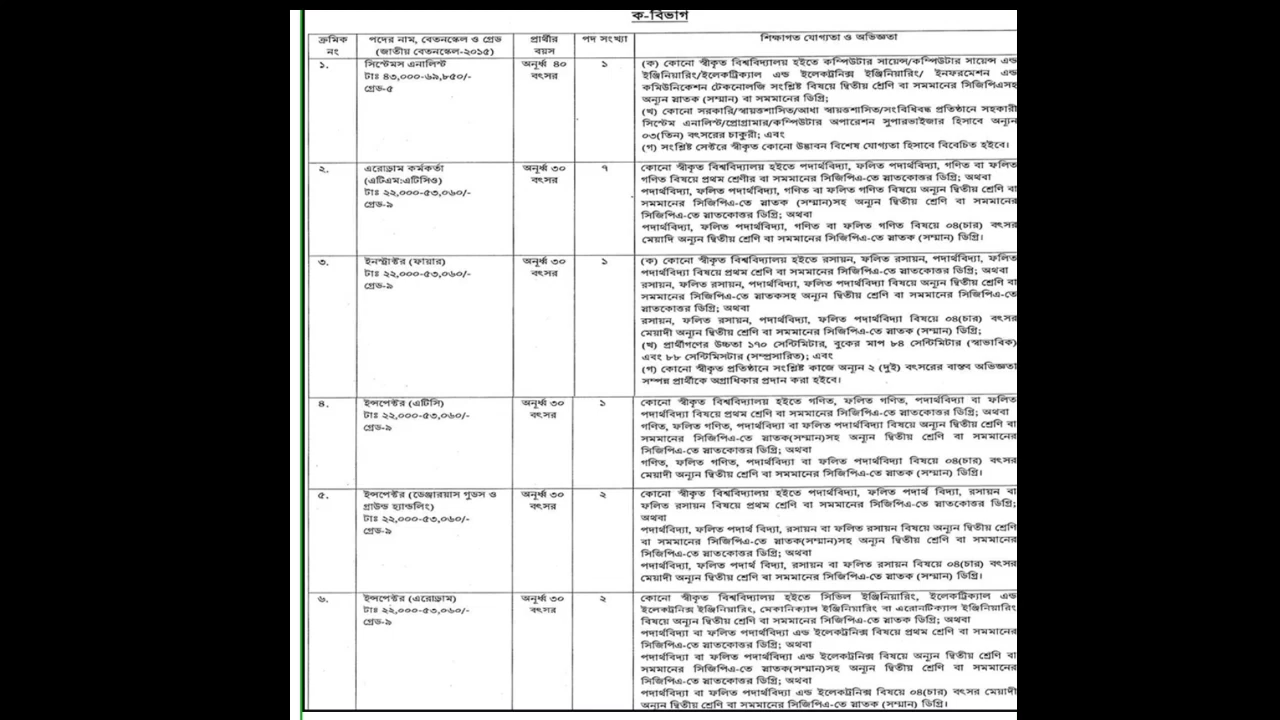 ক-বিভাগ
ক্রমিক নং
পদের নাম, বেতনস্কেল ও গ্রেড (জাতীয় বেতনস্কেল-২০১৫)
প্রার্থীর বয়স
পদ সংখ্যা
শিক্ষাগত যোগ্যতা ও অভিজ্ঞতা
১.
সিস্টেমস এনালিস্ট
টাঃ ৪৩,০০০-৬৯,৮৫০/-
গ্রেড-৫
অনূর্ধ্ব ৪০
বৎসর
১
(ক) কোনো স্বীকৃত বিশ্ববিদ্যালয় হইতে কম্পিউটার সায়েন্স/কম্পিউটার সায়েন্স এন্ড
ইঞ্জিনিয়ারিং/ইলেকট্রিক্যাল এন্ড ইলেকট্রনিক্স ইঞ্জিনিয়ারিং/ ইনফরমেশন এন্ড
কমিউনিকেশন টেকনোলজি সংশ্লিষ্ট বিষয়ে দ্বিতীয় শ্রেণি বা সমমানের সিজিপিএসহ
অন্যূন স্নাতক (সম্মান) বা সমমানের ডিগ্রি;
(খ) কোনো সরকারি/স্বায়ত্তশাসিত/আধা স্বায়ত্তশাসিত/সংবিধিবদ্ধ প্রতিষ্ঠানে সহকারী
সিস্টেম এনালিস্ট/প্রোগ্রামার/কম্পিউটার অপারেশন সুপারভাইজার হিসাবে অন্যূন
০৩(তিন) বৎসরের চাকুরী; এবং
(গ) সংশ্লিষ্ট সেক্টরে স্বীকৃত কোনো উদ্ভাবন বিশেষ যোগ্যতা হিসাবে বিবেচিত হইবে।
২.
এরোড্রাম কর্মকর্তা
(এটিএম:এটিসিও)
টাঃ ২২,০০০-৫৩,০৬০/-
গ্রেড-৯
অনূর্ধ্ব ৩০
বৎসর
৭
কোনো স্বীকৃত বিশ্ববিদ্যালয় হইতে পদার্থবিদ্যা, ফলিত পদার্থবিদ্যা, গণিত বা ফলিত
গণিত বিষয়ে প্রথম শ্রেণীর বা সমমানের সিজিপিএ-তে স্নাতকোত্তর ডিগ্রি; অথবা
পদার্থবিদ্যা, ফলিত পদার্থবিদ্যা, গণিত বা ফলিত গণিত বিষয়ে অন্যূন দ্বিতীয় শ্রেণি বা
সমমানের সিজিপিএ-তে স্নাতক (সম্মান)সহ অন্যূন দ্বিতীয় শ্রেণি বা সমমানের
সিজিপিএ-তে স্নাতকোত্তর ডিগ্রি; অথবা
পদার্থবিদ্যা, ফলিত পদার্থবিদ্যা, গণিত বা ফলিত গণিত বিষয়ে ০৪(চার) বৎসর
মেয়াদি অন্যূন দ্বিতীয় শ্রেণি বা সমমানের সিজিপিএ-তে স্নাতক (সম্মান) ডিগ্রি।
৩.
ইনস্ট্রাক্টর (ফায়ার)
টাঃ ২২,০০০-৫৩,০৬০/-
গ্রেড-৯
অনূর্ধ্ব ৩০
বৎসর
১
(ক) কোনো স্বীকৃত বিশ্ববিদ্যালয় হইতে রসায়ন, ফলিত রসায়ন, পদার্থবিদ্যা, ফলিত
পদার্থবিদ্যা বিষয়ে প্রথম শ্রেণি বা সমমানের সিজিপিএ-তে স্নাতকোত্তর ডিগ্রি; অথবা
রসায়ন, ফলিত রসায়ন, পদার্থবিদ্যা, ফলিত পদার্থবিদ্যা বিষয়ে অন্যূন দ্বিতীয় শ্রেণি বা
সমমানের সিজিপিএ-তে স্নাতকসহ অন্যূন দ্বিতীয় শ্রেণি বা সমমানের সিজিপিএ-তে
স্নাতকোত্তর ডিগ্রি; অথবা
রসায়ন, ফলিত রসায়ন, পদার্থবিদ্যা, ফলিত পদার্থবিদ্যা বিষয়ে ০৪(চার) বৎসর
মেয়াদী অন্যূন দ্বিতীয় শ্রেণি বা সমমানের সিজিপিএ-তে স্নাতক (সম্মান) ডিগ্রি;
(খ) প্রার্থীগণের উচ্চতা ১৭০ সেন্টিমিটার, বুকের মাপ ৮৪ সেন্টিমিটার (স্বাভাবিক)
এবং ৮৮ সেন্টিমিসটার (সম্প্রসারিত); এবং
(গ) কোনো স্বীকৃত প্রতিষ্ঠানে সংশ্লিষ্ট কাজে অন্যূন ২ (দুই) বৎসরের বাস্তব অভিজ্ঞতা
সম্পন্ন প্রার্থীকে অগ্রাধিকার প্রদান করা হইবে।
৪.
ইন্সপেক্টর (এটিসি)
টাঃ ২২,০০০-৫৩,০৬০/-
গ্রেড-৯
অনূর্ধ্ব ৩০
বৎসর
১
কোনো স্বীকৃত বিশ্ববিদ্যালয় হইতে গণিত, ফলিত গণিত, পদার্থবিদ্যা বা ফলিত
পদার্থবিদ্যা বিষয়ে প্রথম শ্রেণি বা সমমানের সিজিপিএ-তে স্নাতকোত্তর ডিগ্রি; অথবা
গণিত, ফলিত গণিত, পদার্থবিদ্যা বা ফলিত পদার্থবিদ্যা বিষয়ে অন্যূন দ্বিতীয় শ্রেণি বা
সমমানের সিজিপিএ-তে স্নাতক(সম্মান)সহ অন্যূন দ্বিতীয় শ্রেণি বা সমমানের
সিজিপিএ-তে স্নাতকোত্তর ডিগ্রি; অথবা
গণিত, ফলিত গণিত, পদার্থবিদ্যা বা ফলিত পদার্থবিদ্যা বিষয়ে ০৪(চার) বৎসর
মেয়াদী অন্যূন দ্বিতীয় শ্রেণি বা সমমানের সিজিপিএ-তে স্নাতক (সম্মান) ডিগ্রি।
৫.
ইন্সপেক্টর (ডেঞ্জারয়াস গুডস ও
গ্রাউন্ড হ্যান্ডলিং)
টাঃ ২২,০০০-৫৩,০৬০/-
গ্রেড-৯
অনূর্ধ্ব ৩০
বৎসর
২
কোনো স্বীকৃত বিশ্ববিদ্যালয় হইতে পদার্থবিদ্যা, ফলিত পদার্থ বিদ্যা, রসায়ন বা
ফলিত রসায়ন বিষয়ে প্রথম শ্রেণি বা সমমানের সিজিপিএ-তে স্নাতকোত্তর ডিগ্রি;
অথবা
পদার্থবিদ্যা, ফলিত পদার্থ বিদ্যা, রসায়ন বা ফলিত রসায়ন বিষয়ে অন্যূন দ্বিতীয় শ্রেণি
বা সমমানের সিজিপিএ-তে স্নাতক(সম্মান)সহ অন্যূন দ্বিতীয় শ্রেণি বা সমমানের
সিজিপিএ-তে স্নাতকোত্তর ডিগ্রি; অথবা
পদার্থবিদ্যা, ফলিত পদার্থ বিদ্যা, রসায়ন বা ফলিত রসায়ন বিষয়ে ০৪(চার) বৎসর
মেয়াদী অন্যূন দ্বিতীয় শ্রেণি বা সমমানের সিজিপিএ-তে স্নাতক (সম্মান) ডিগ্রি।
৬.
ইন্সপেক্টর (এরোড্রাম)
টাঃ ২২,০০০-৫৩,০৬০/-
গ্রেড-৯
অনূর্ধ্ব ৩০
বৎসর
২
কোনো স্বীকৃত বিশ্ববিদ্যালয় হইতে সিভিল ইঞ্জিনিয়ারিং, ইলেকট্রিক্যাল এন্ড
ইলেকট্রনিক্স ইঞ্জিনিয়ারিং, মেকানিক্যাল ইঞ্জিনিয়ারিং বা এরোনটিক্যাল ইঞ্জিনিয়ারিং
বিষয়ে অন্যূন দ্বিতীয় শ্রেণি বা সমমানের সিজিপিএ-তে স্নাতক ডিগ্রি; অথবা
পদার্থবিদ্যা বা ফলিত পদার্থবিদ্যা এন্ড ইলেকট্রনিক্স বিষয়ে প্রথম শ্রেণি বা সমমানের
সিজিপিএ-তে স্নাতকোত্তর ডিগ্রি; অথবা
পদার্থবিদ্যা বা ফলিত পদার্থবিদ্যা এন্ড ইলেকট্রনিক্স বিষয়ে অন্যূন দ্বিতীয় শ্রেণি বা
সমমানের সিজিপিএ-তে স্নাতক(সম্মান)সহ অন্যূন দ্বিতীয় শ্রেণি বা সমমানের
সিজিপিএ-তে স্নাতকোত্তর ডিগ্রি; অথবা
পদার্থবিদ্যা বা ফলিত পদার্থবিদ্যা এন্ড ইলেকট্রনিক্স বিষয়ে ০৪(চার) বৎসর মেয়াদী
অন্যূন দ্বিতীয় শ্রেণি বা সমমানের সিজিপিএ-তে স্নাতক (সম্মান) ডিগ্রি।